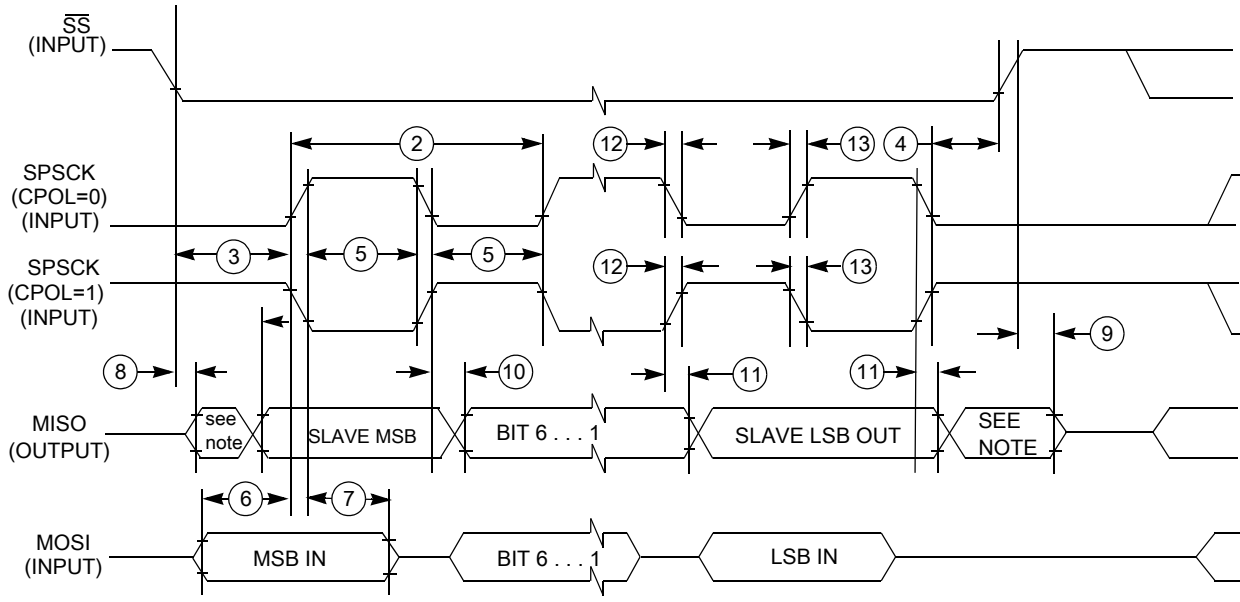 SS
(INPUT)
2
12
13
4
SPSCK
(CPOL=0)
(INPUT)
3
5
5
SPSCK
(CPOL=1)
(INPUT)
12
13
8
10
11
11
9
MISO
(OUTPUT)
see
note
SLAVE MSB
BIT 6 . . . 1
SLAVE LSB OUT
SEE
NOTE
6
7
MOSI
(INPUT)
MSB IN
BIT 6 . . . 1
LSB IN